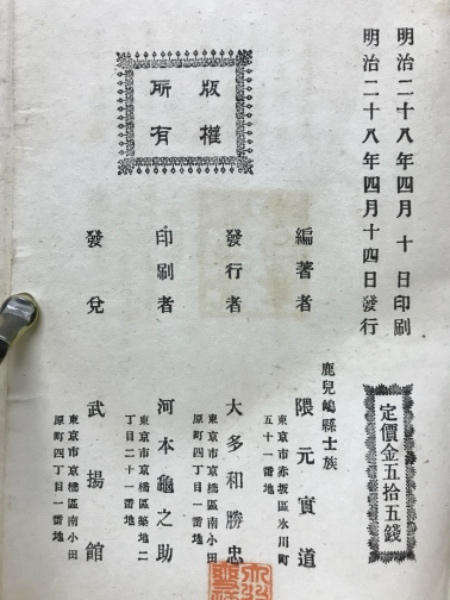 明治二十八年四月十日印刷
明治二十八年四月十四日發行
定價金五拾五錢
版權
所有
編著者
鹿兒嶋縣士族
隈元實道
東京市赤坂區氷川町
五十一番地
發行者
大多和勝忠
東京市京橋區南小田
原町四丁目一番地
印刷者
河本龜之助
東京市京橋區築地二
丁目二十一番地
發兌
武揚館
東京市京橋區南小田
原町四丁目一番地